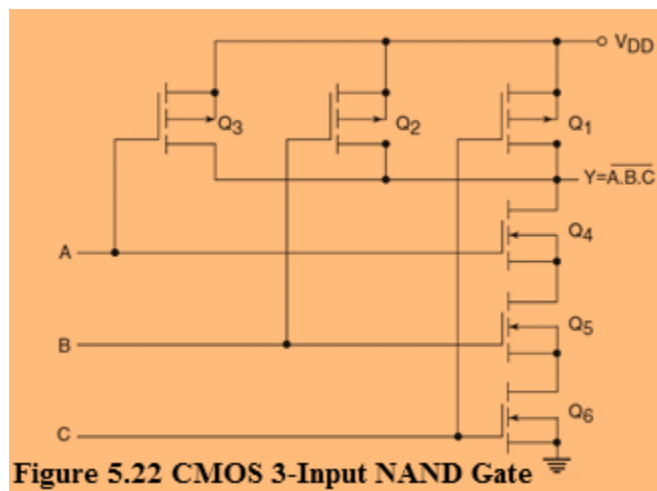 VDD
Q3
Q2
Q1
Y=A̅.̅B̅.̅C̅
Q4
A
Q5
B
Q6
C
Figure 5.22 CMOS 3-Input NAND Gate